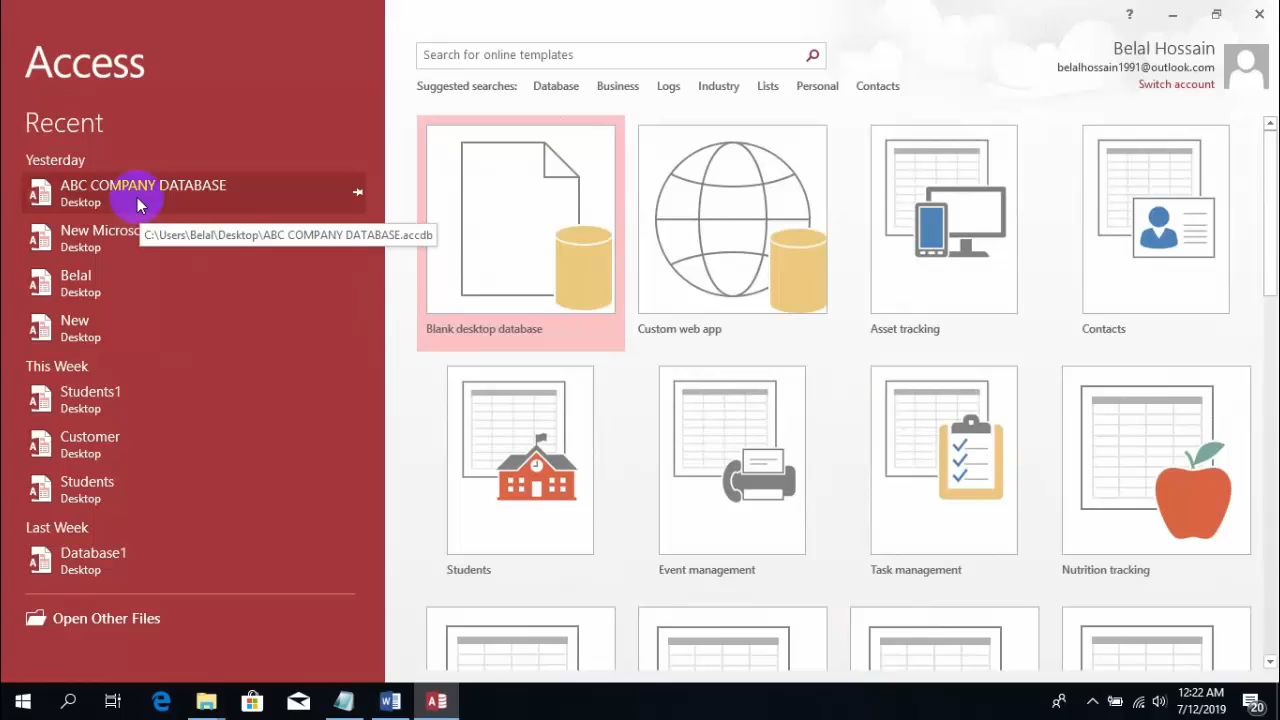 Access
Recent
Yesterday
ABC COMPANY DATABASE
Desktop
C:\Users\Belal\Desktop\ABC COMPANY DATABASE.accdb
New Microso
Desktop
Belal
Desktop
New
Desktop
This Week
Students1
Desktop
Customer
Desktop
Students
Desktop
Last Week
Database1
Desktop
Open Other Files
?
Search for online templates
Suggested searches: Database Business Logs Industry Lists Personal Contacts
Belal Hossain
belalhossain1991@outlook.com
Switch account
Blank desktop database
Custom web app
Asset tracking
Contacts
Students
Event management
Task management
Nutrition tracking
12:22 AM
7/12/2019
20